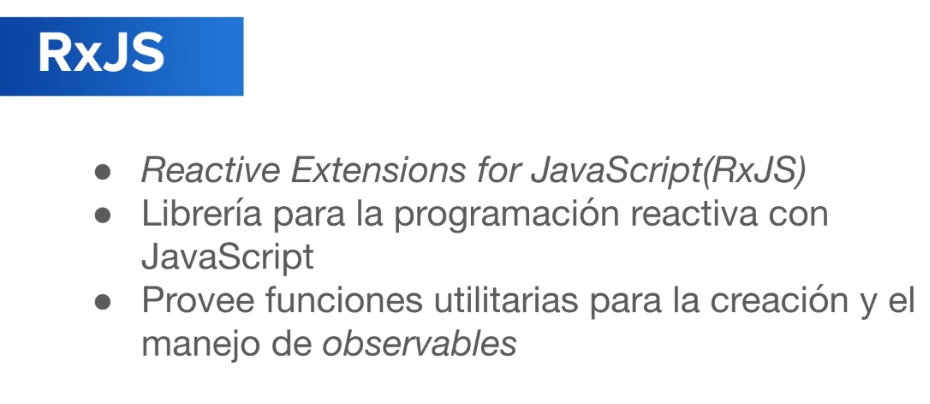 RxJS
● Reactive Extensions for JavaScript(RxJS)
● Librería para la programación reactiva con
JavaScript
● Provee funciones utilitarias para la creación y el
manejo de observables